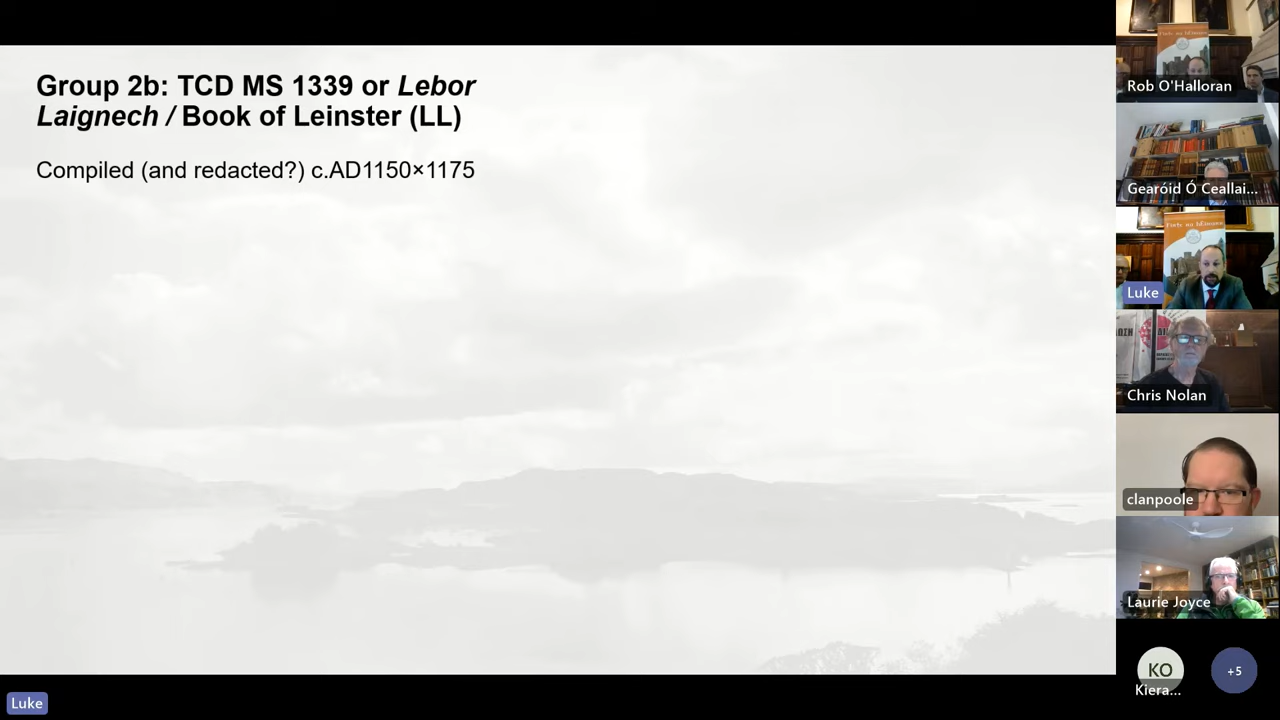 Group 2b: TCD MS 1339 or Lebor
Laignech / Book of Leinster (LL)
Compiled (and redacted?) c.AD1150×1175
Rob O'Halloran
Gearóid Ó Ceallai...
Luke
Chris Nolan
clanpoole
Laurie Joyce
KO
Kiera...
+5
Luke